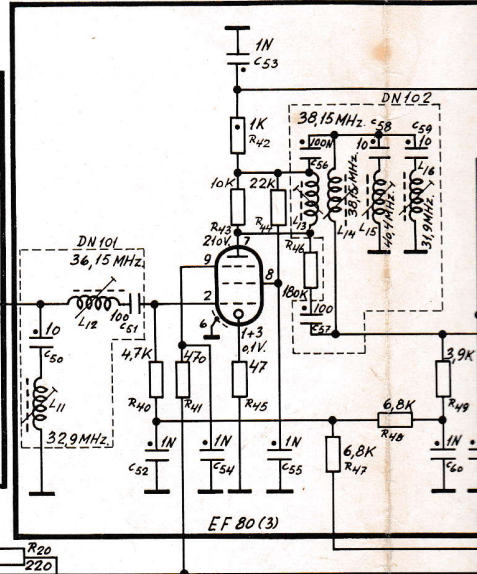 1N
C53
DN102
1K
R42
38,15MHz.
C58
C59
100N
C56
10
10
38,15MHz.
L13
L14
L15
40,4MHz.
L16
31,9MHz.
10K
22K
R43
R44
210V.
7
DN101
36,15MHz
9
8
2
6
1+3
0,1V.
R46
180K
100
C57
L12
100
C51
10
C50
4,7K
470
47
3,9K
R40
R41
R45
R49
L11
32,9MHz.
6,8K
R48
1N
C52
1N
C54
1N
C55
6,8K
R47
1N
C60
EF 80(3)
R20
220